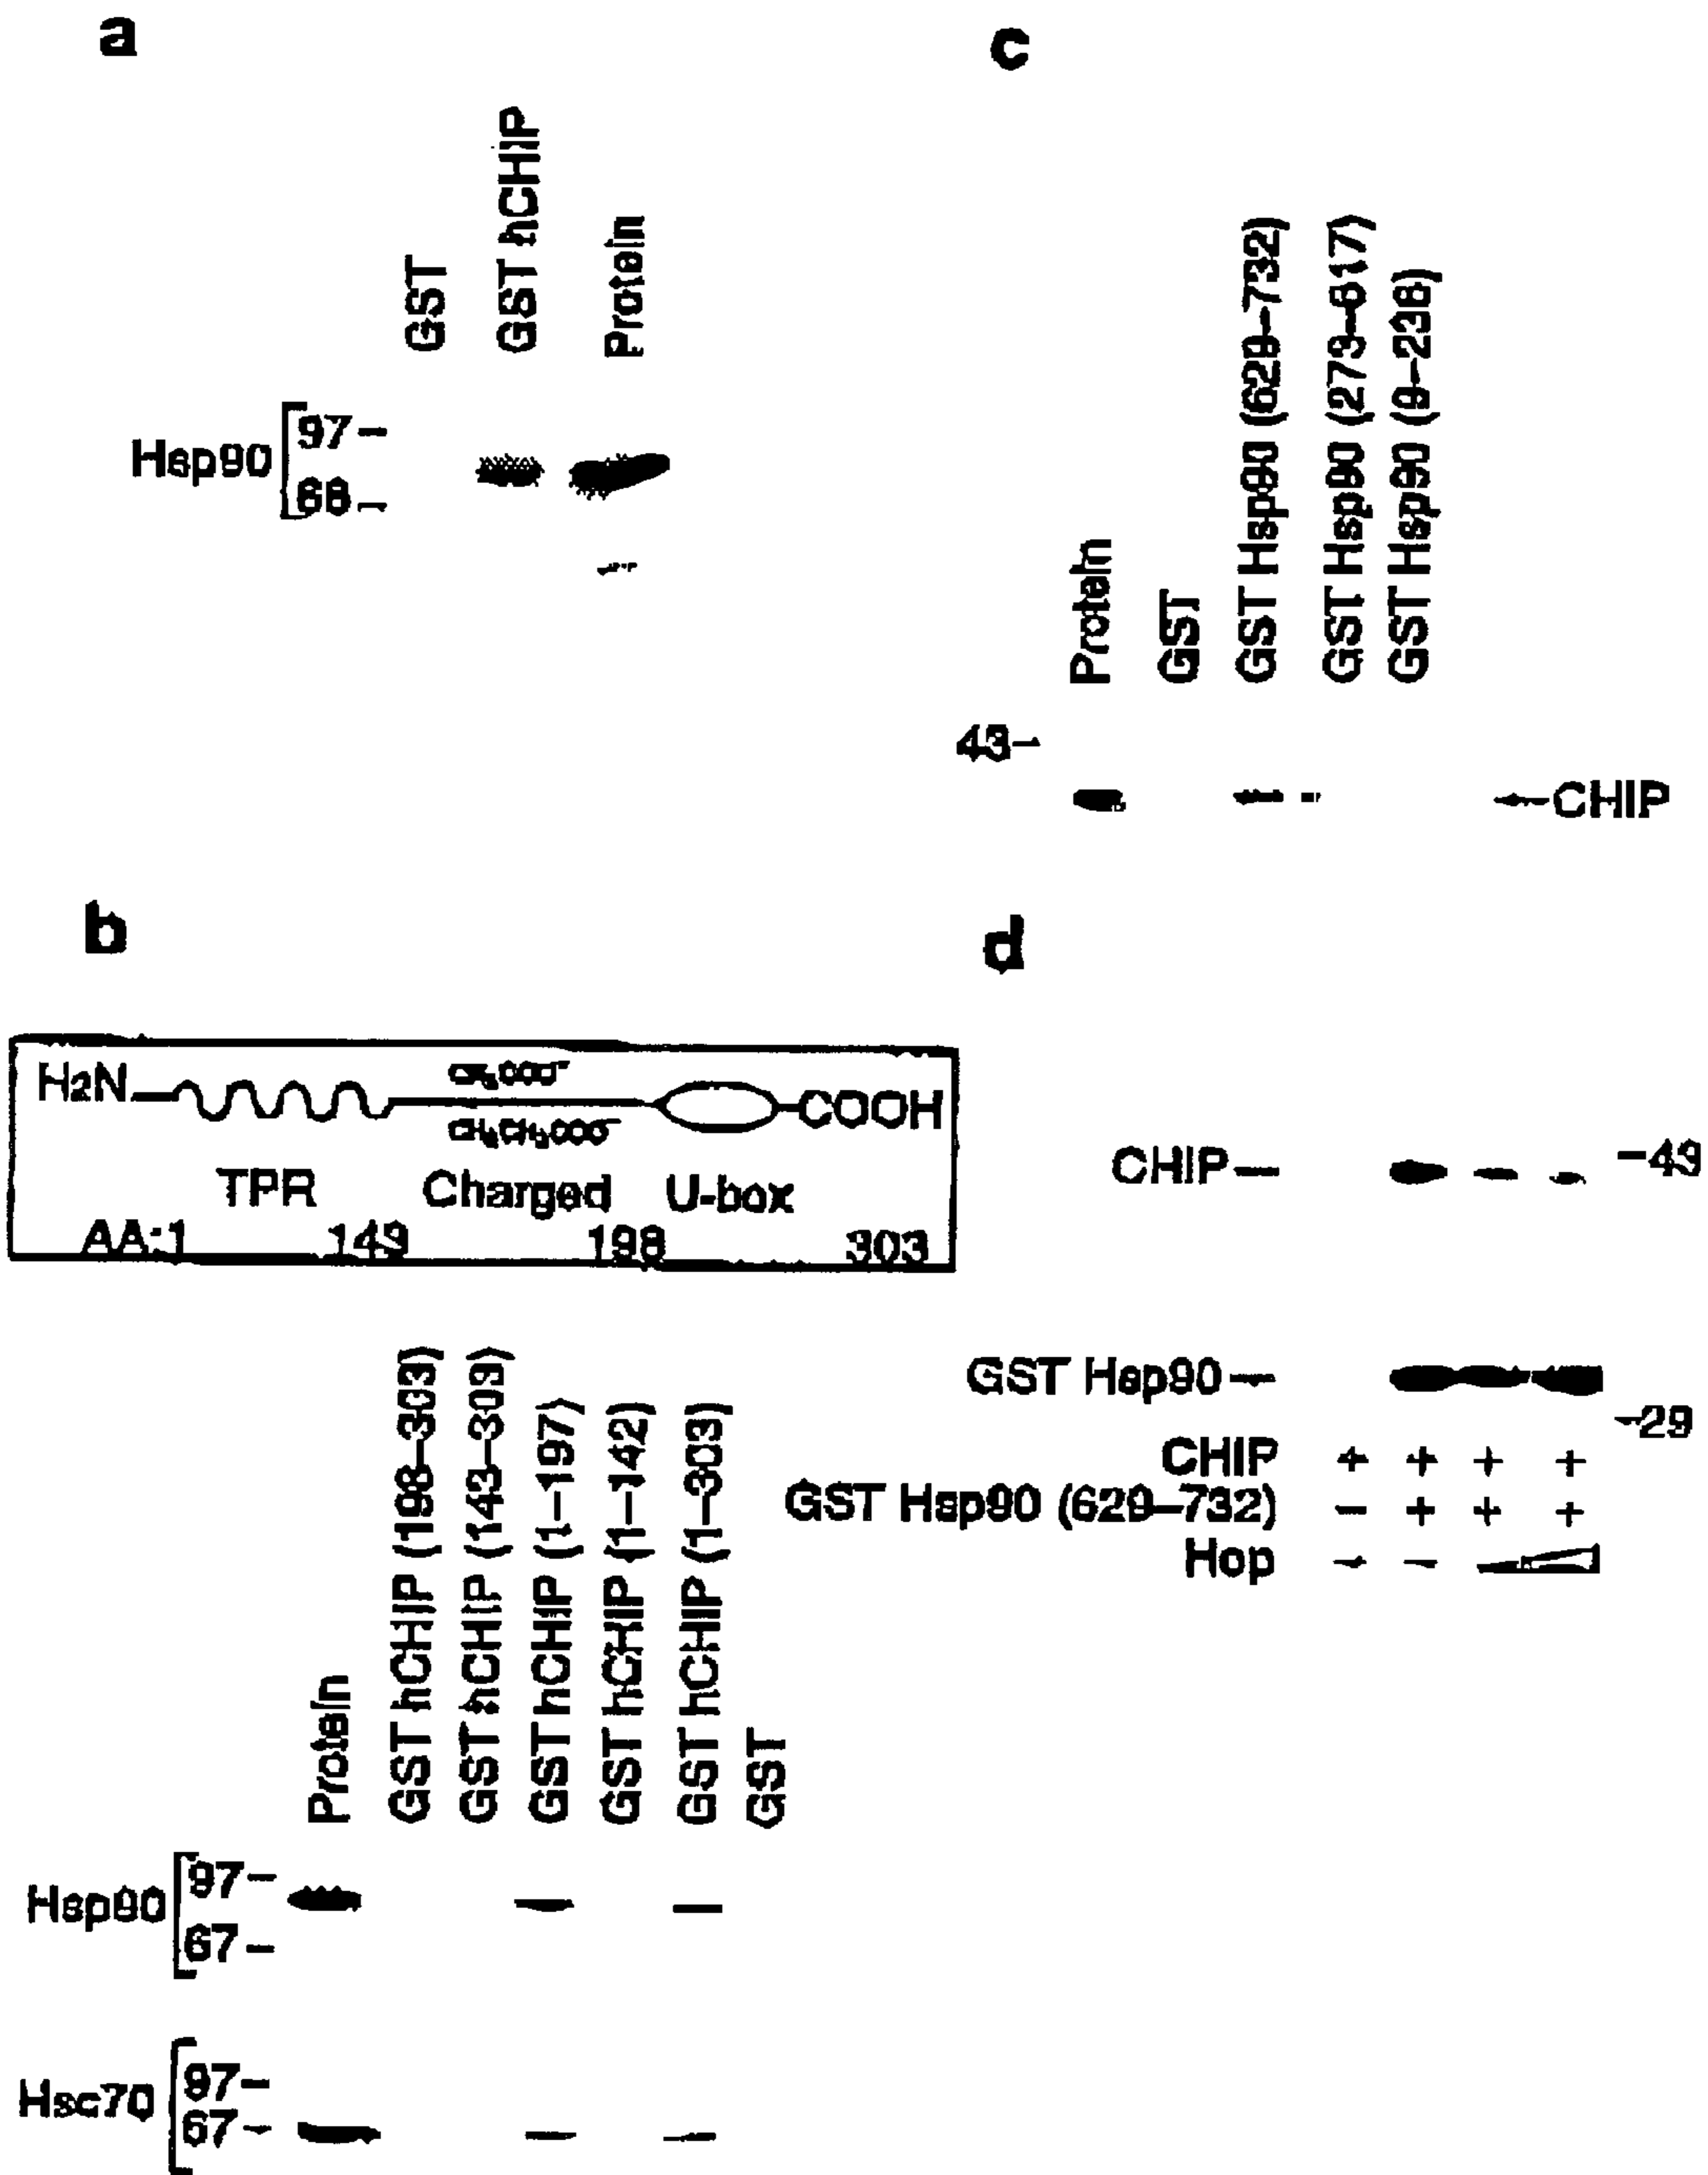 a
GST
GST hCHIP
Protein
Hsp90
97-
68-
b
H2N
COOH
TPR
Charged
U-box
AA:1
143
198
303
Protein
GST hCHIP (198-303)
GST hCHIP (143-303)
GST hCHIP (1-197)
GST hCHIP (1-142)
GST hCHIP (1-303)
GST
Hsp90
97-
67-
Hsc70
97-
67-
c
Protein
GST
GST Hsp90 (629-732)
GST Hsp90 (273-617)
GST Hsp90 (9-238)
43-
CHIP
d
CHIP-
-43
GST Hsp90-
-29
CHIP + + + +
GST Hsp90 (629-732) - + + +
Hop - -